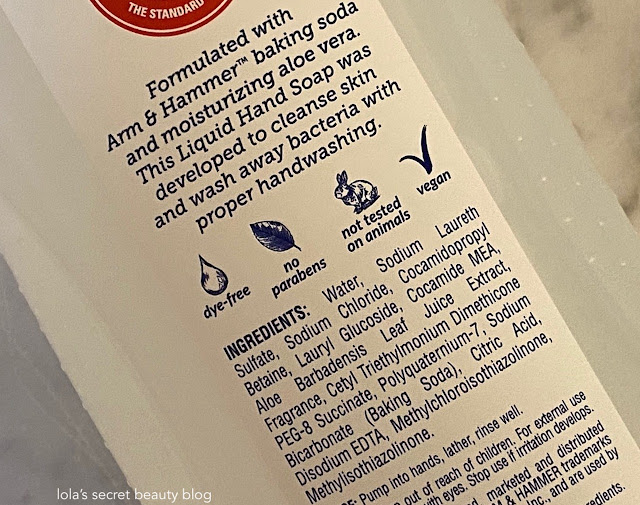 THE STANDARD
Formulated with
Arm & Hammer™ baking soda
and moisturizing aloe vera.
This Liquid Hand Soap was
developed to cleanse skin
and wash away bacteria with
proper handwashing.
dye-free
no
parabens
not tested
on animals
vegan
INGREDIENTS: Water, Sodium Laureth
Sulfate, Sodium Chloride, Cocamidopropyl
Betaine, Lauryl Glucoside, Cocamide MEA,
Aloe Barbadensis Leaf Juice Extract,
Fragrance, Cetyl Triethylmonium Dimethicone
PEG-8 Succinate, Polyquaternium-7, Sodium
Bicarbonate (Baking Soda), Citric Acid,
Disodium EDTA, Methylchloroisothiazolinone,
Methylisothiazolinone.
: Pump into hands, lather, rinse well.
out of reach of children. For external use
with eyes. Stop use if irritation develops.
marketed and distributed
& HAMMER trademarks
Inc., and are used by
lola's secret beauty blog